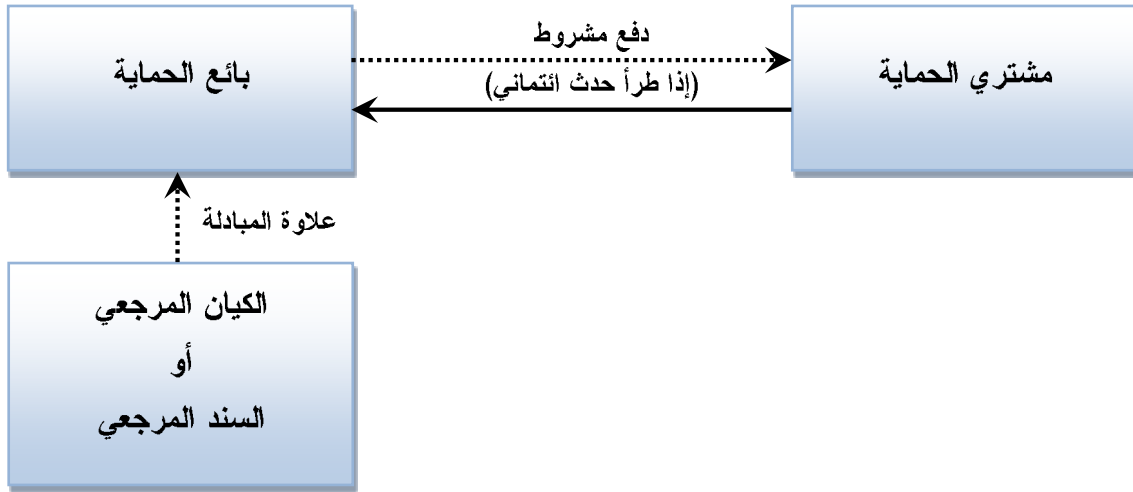 مشتري الحماية
دفع مشروط
(إذا طرأ حدث ائتماني)
بائع الحماية
علاوة المبادلة
الكيان المرجعي
أو
السند المرجعي